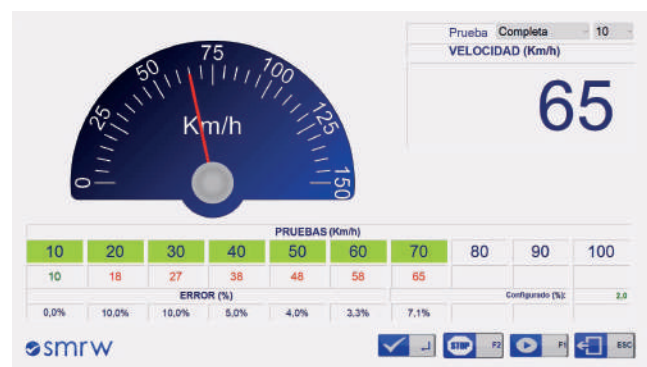 Prueba Completa 10
VELOCIDAD (Km/h)
65
0 25 50 75 100 125 150
Km/h
PRUEBAS (Km/h)
10 20 30 40 50 60 70 80 90 100
10 18 27 38 48 58 65
ERROR (%) Configurado (%): 2,0
0,0% 10,0% 10,0% 5,0% 4,0% 3,3% 7,1%
smrw
STOP F2 F1 ESC